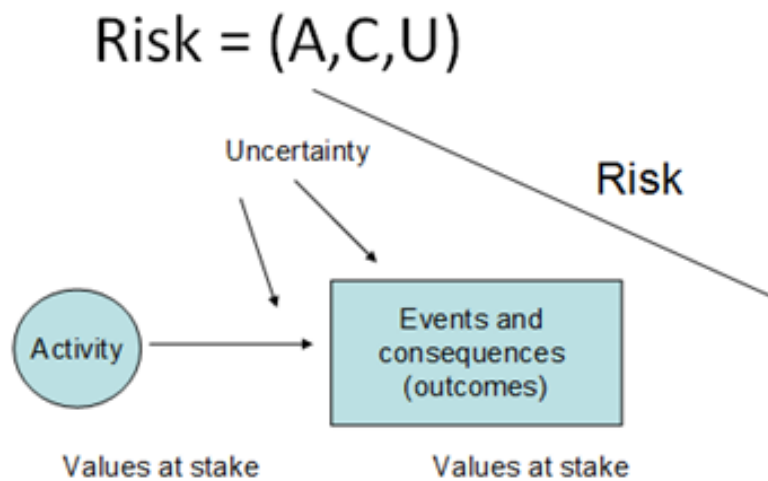 Risk = (A,C,U)
Uncertainty
Risk
Activity
Events and
consequences
(outcomes)
Values at stake
Values at stake